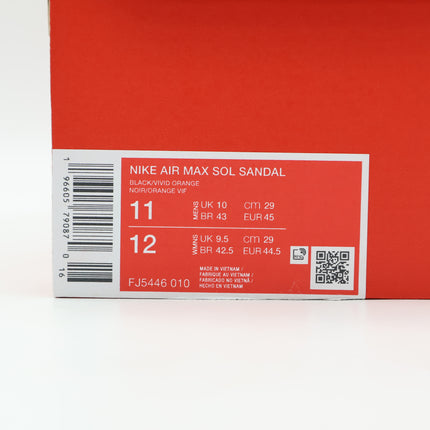 NIKE AIR MAX SOL SANDAL
BLACK/VIVID ORANGE
NOIR/ORANGE VIF
11 MENS UK 10 CM 29
BR 43 EUR 45
12 WMNS UK 9.5 CM 29
BR 42.5 EUR 44.5
FJ5446 010
MADE IN VIETNAM /
FABRIQUÉ AU VIETNAM /
FABRICADO NO VIETNÃ /
HECHO EN VIETNAM
1 96605 79087 0 16